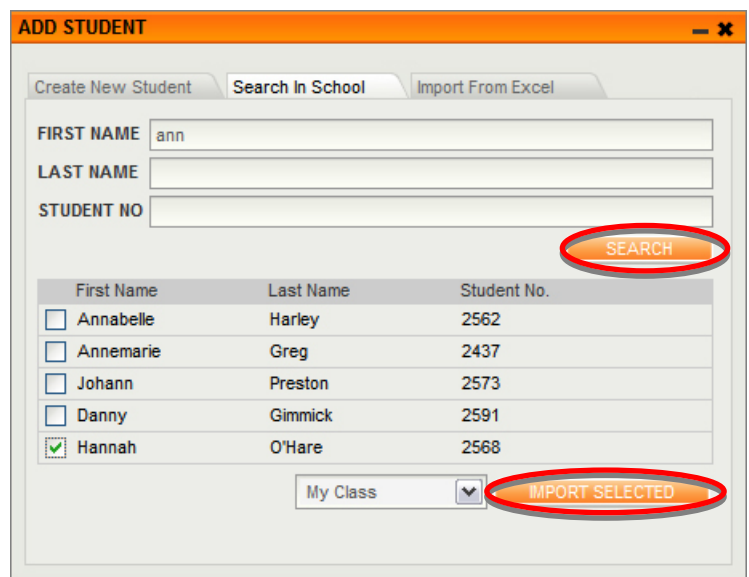 ADD STUDENT
Create New Student Search In School Import From Excel
FIRST NAME ann
LAST NAME
STUDENT NO
SEARCH
First Name Last Name Student No.
Annabelle Harley 2562
Annemarie Greg 2437
Johann Preston 2573
Danny Gimmick 2591
Hannah O'Hare 2568
My Class IMPORT SELECTED